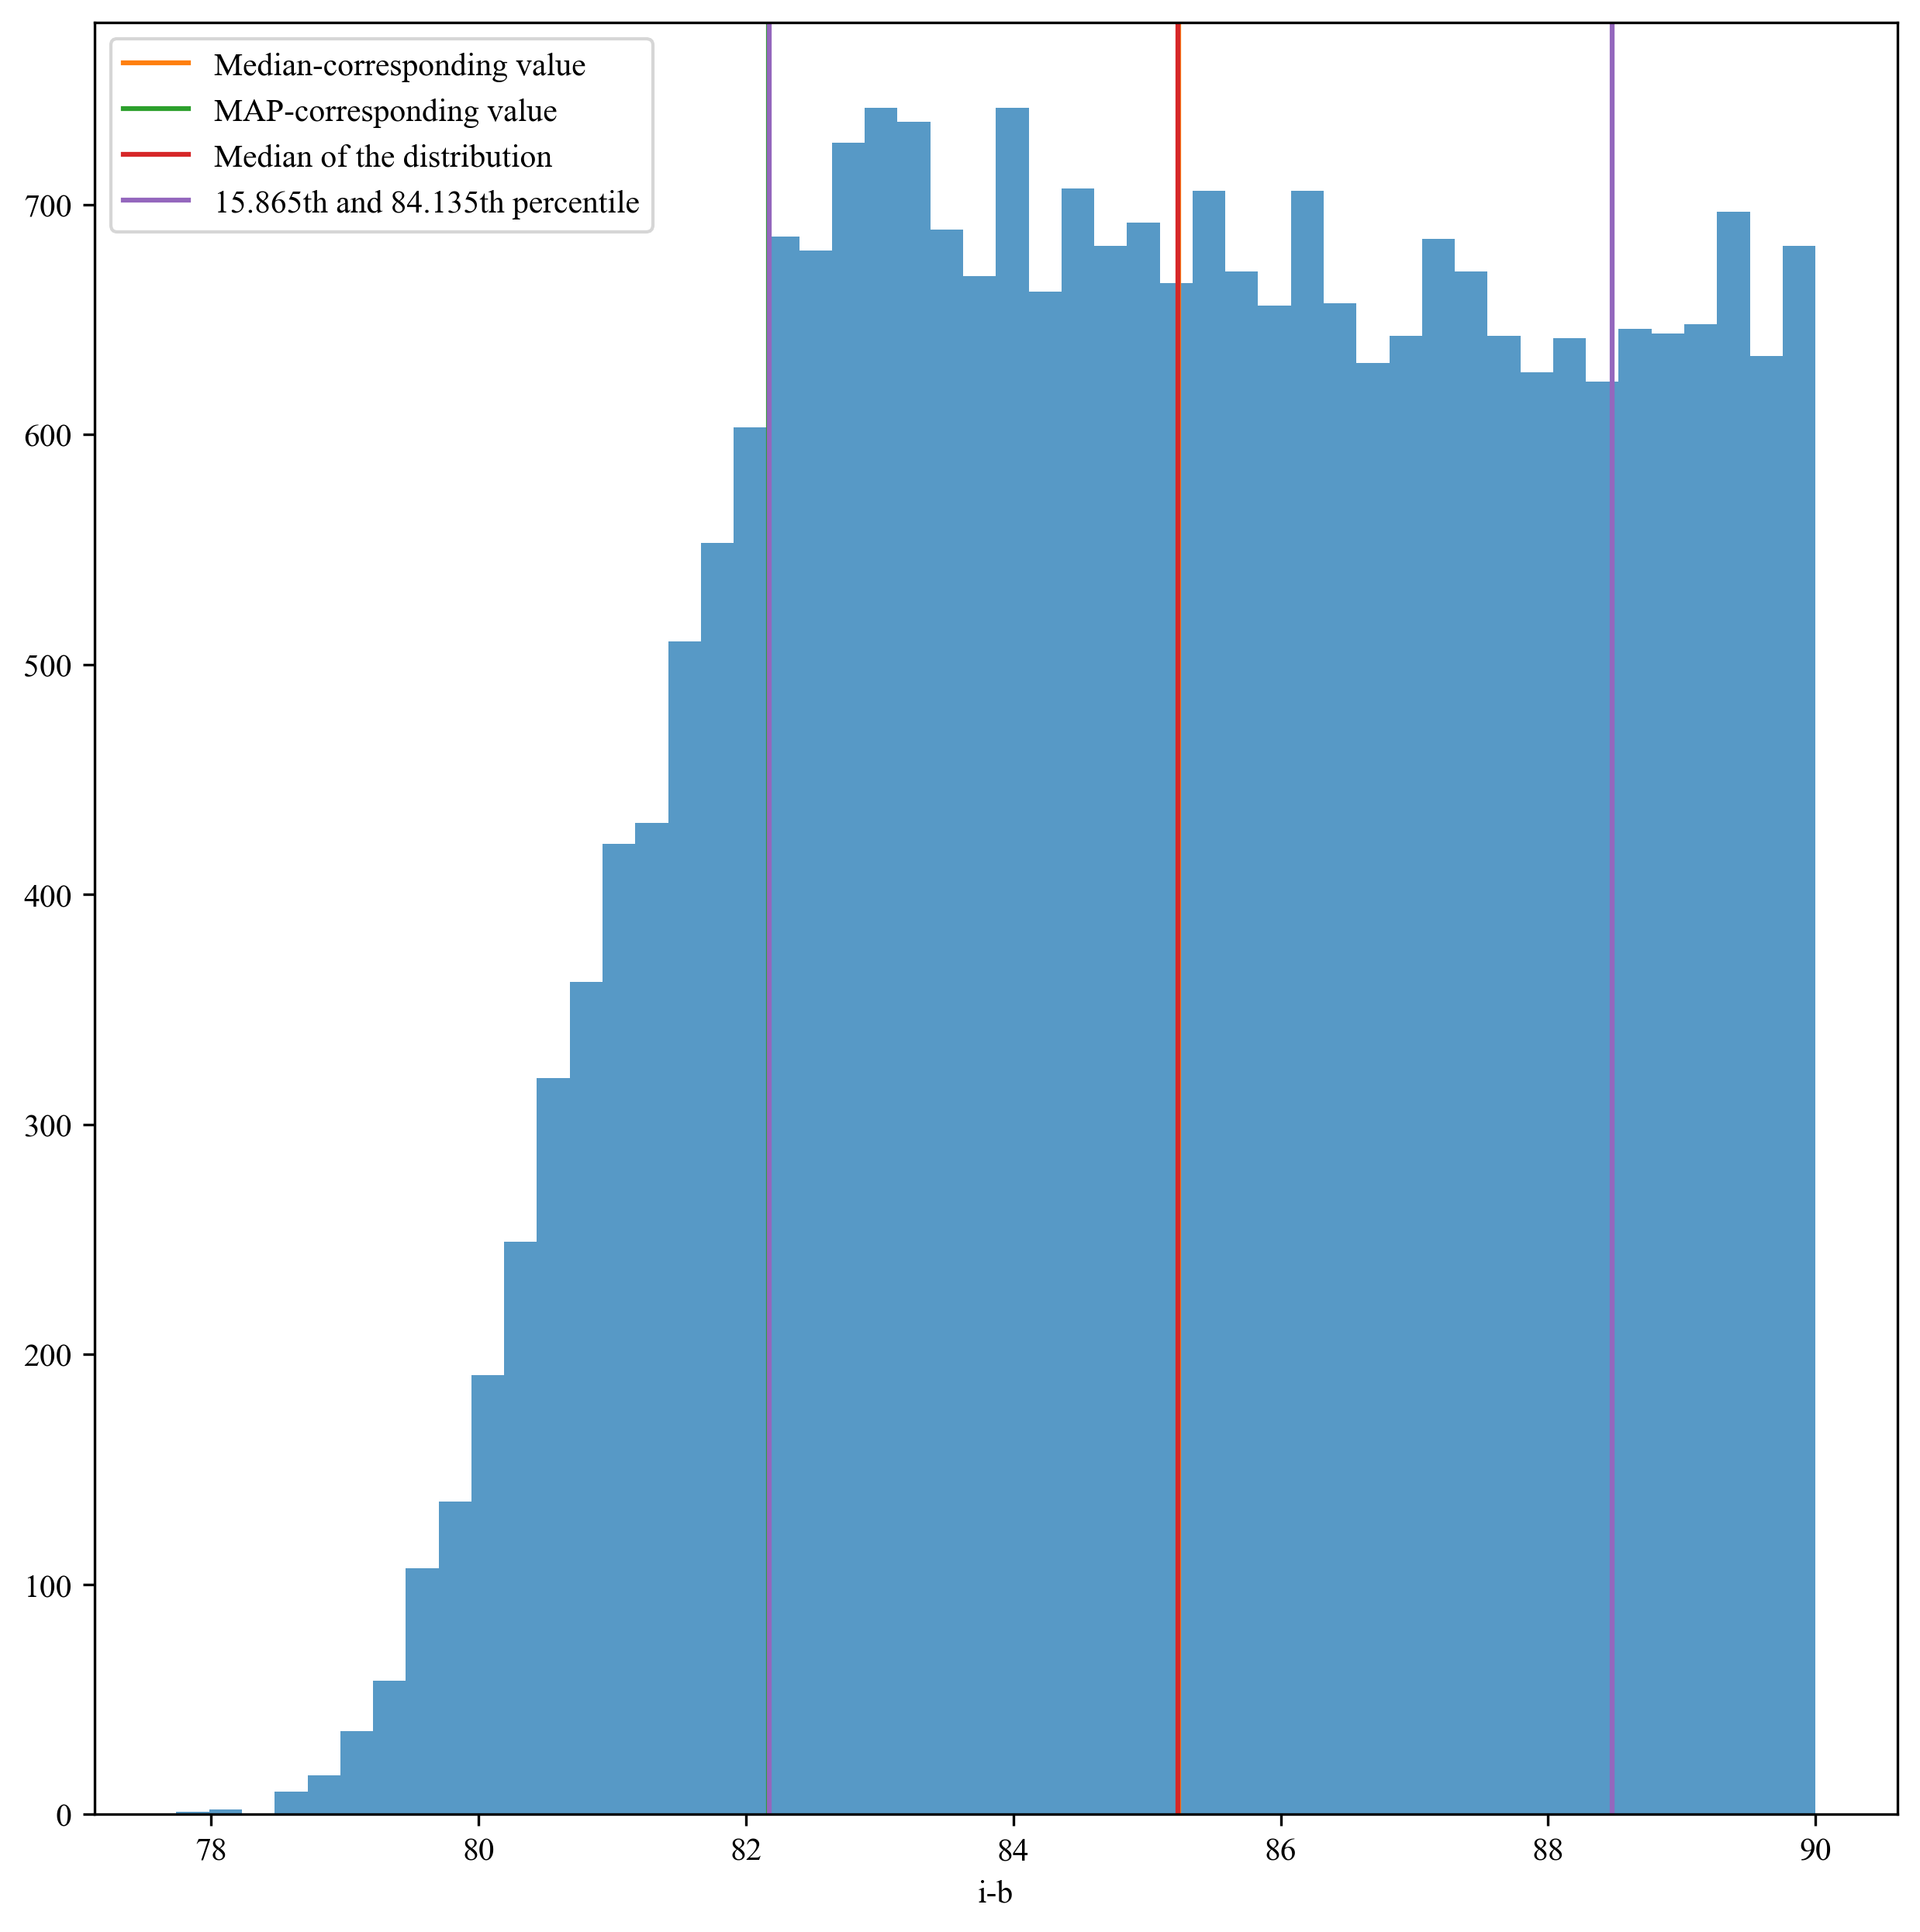 Median-corresponding value
MAP-corresponding value
Median of the distribution
15.865th and 84.135th percentile
700
600
500
400
300
200
100
0
78 80 82 84 86 88 90
i-b